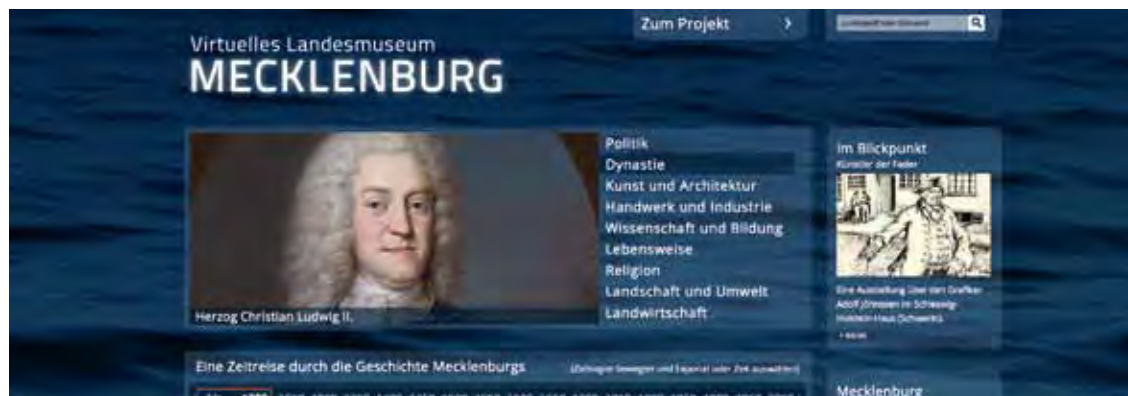 Zum Projekt
Virtuelles Landesmuseum
MECKLENBURG
Politik
Dynastie
Kunst und Architektur
Handwerk und Industrie
Wissenschaft und Bildung
Lebensweise
Religion
Landschaft und Umwelt
Landwirtschaft
Herzog Christian Ludwig II.
Im Blickpunkt
Künstler der Feder
Eine Ausstellung über den Grafiker
Adolf Jöhnssen im Schleswig-
Holstein-Haus (Schwerin).
Eine Zeitreise durch die Geschichte Mecklenburgs
Mecklenburg